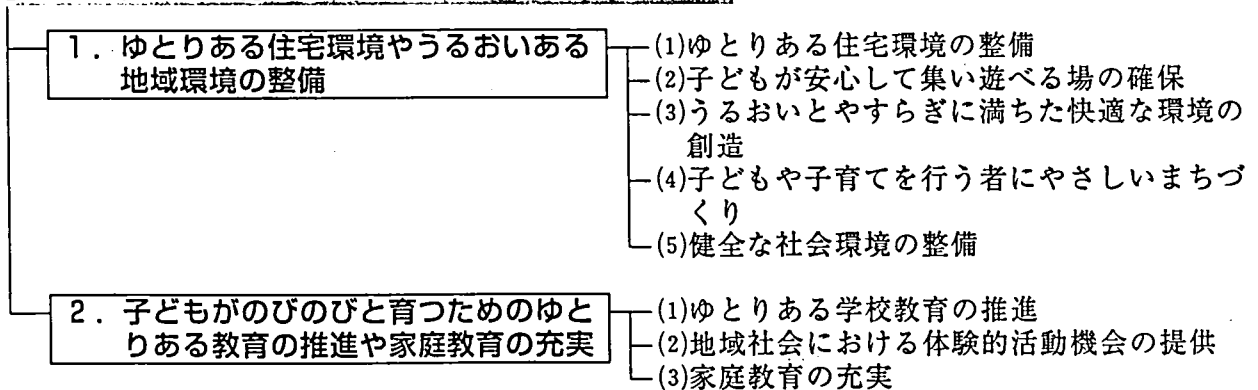 1．ゆとりある住宅環境やうるおいある
地域環境の整備
(1)ゆとりある住宅環境の整備
(2)子どもが安心して集い遊べる場の確保
(3)うるおいとやすらぎに満ちた快適な環境の
創造
(4)子どもや子育てを行う者にやさしいまちづ
くり
(5)健全な社会環境の整備
2．子どもがのびのびと育つためのゆと
りある教育の推進や家庭教育の充実
(1)ゆとりある学校教育の推進
(2)地域社会における体験的活動機会の提供
(3)家庭教育の充実